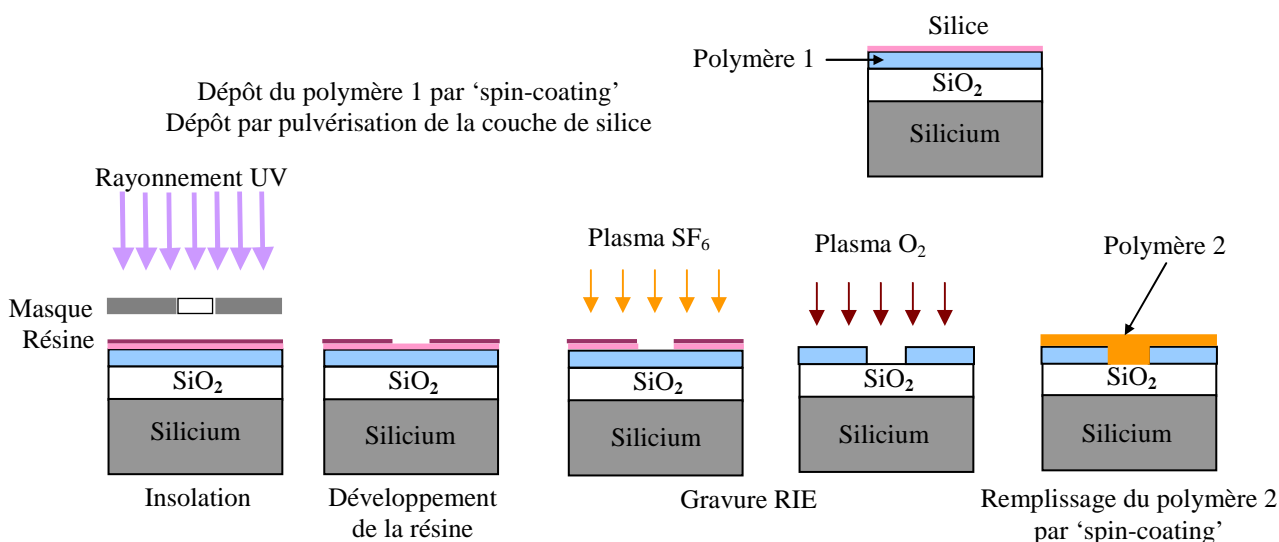 Silice
Polymère 1
SiO₂
Silicium
Dépôt du polymère 1 par ‘spin-coating’
Dépôt par pulvérisation de la couche de silice
Rayonnement UV
Masque
Résine
SiO₂
Silicium
Insolation
SiO₂
Silicium
Développement
de la résine
Plasma SF₆
SiO₂
Silicium
Plasma O₂
SiO₂
Silicium
Gravure RIE
Polymère 2
SiO₂
Silicium
Remplissage du polymère 2
par ‘spin-coating’